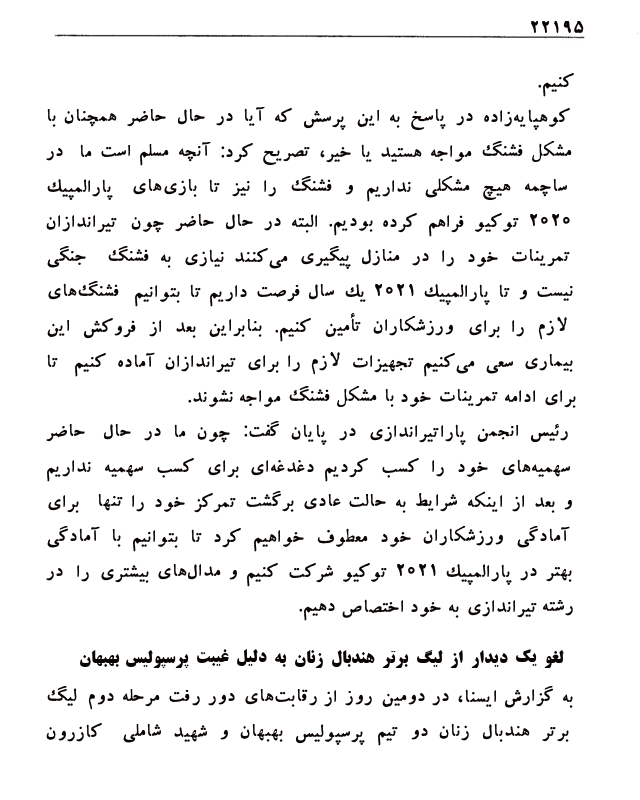 ۲۲۱۹۵
کنیم.
کوهپایه‌زاده در پاسخ به این پرسش که آیا در حال حاضر همچنان با
مشکل فشنگ مواجه هستید یا خیر، تصریح کرد: آنچه مسلم است ما در
ساچمه هیچ مشکلی نداریم و فشنگ را نیز تا بازی‌های پارالمپیک
۲۰۲۰ توکیو فراهم کرده بودیم. البته در حال حاضر چون تیراندازان
تمرینات خود را در منازل پیگیری می‌کنند نیازی به فشنگ جنگی
نیست و تا پارالمپیک ۲۰۲۱ یک سال فرصت داریم تا بتوانیم فشنگ‌های
لازم را برای ورزشکاران تأمین کنیم. بنابراین بعد از فروکش این
بیماری سعی می‌کنیم تجهیزات لازم را برای تیراندازان آماده کنیم تا
برای ادامه تمرینات خود با مشکل فشنگ مواجه نشوند.
رئیس انجمن پاراتیراندازی در پایان گفت: چون ما در حال حاضر
سهمیه‌های خود را کسب کردیم دغدغه‌ای برای کسب سهمیه نداریم
و بعد از اینکه شرایط به حالت عادی برگشت تمرکز خود را تنها برای
آمادگی ورزشکاران خود معطوف خواهیم کرد تا بتوانیم با آمادگی
بهتر در پارالمپیک ۲۰۲۱ توکیو شرکت کنیم و مدال‌های بیشتری را در
رشته تیراندازی به خود اختصاص دهیم.
لغو یک دیدار از لیگ برتر هندبال زنان به دلیل غیبت پرسپولیس بهبهان
به گزارش ایسنا، در دومین روز از رقابت‌های دور رفت مرحله دوم لیگ
برتر هندبال زنان دو تیم پرسپولیس بهبهان و شهید شاملی کازرون